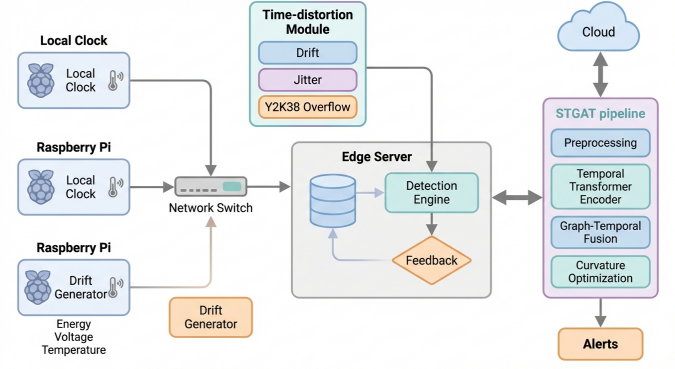 Local Clock
Local
Clock
Raspberry Pi
Local
Clock
Raspberry Pi
Drift
Generator
Energy
Voltage
Temperature
Network Switch
Drift
Generator
Time-distortion
Module
Drift
Jitter
Y2K38 Overflow
Edge Server
Detection
Engine
Feedback
Cloud
STGAT pipeline
Preprocessing
Temporal
Transformer
Encoder
Graph-Temporal
Fusion
Curvature
Optimization
Alerts